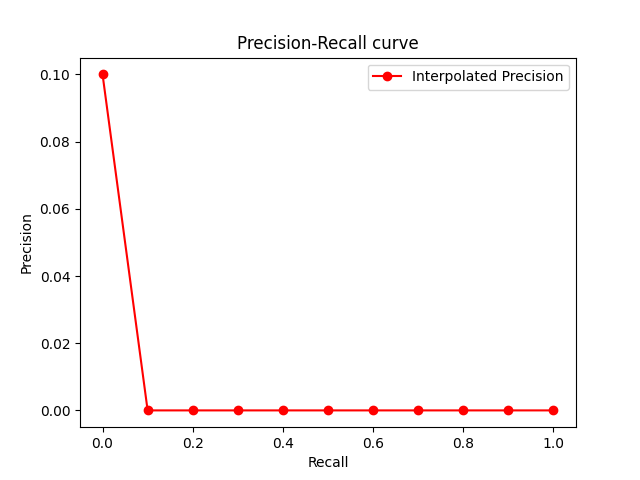 Precision-Recall curve
Interpolated Precision
0.10
0.08
0.06
0.04
0.02
0.00
Precision
0.0 0.2 0.4 0.6 0.8 1.0
Recall